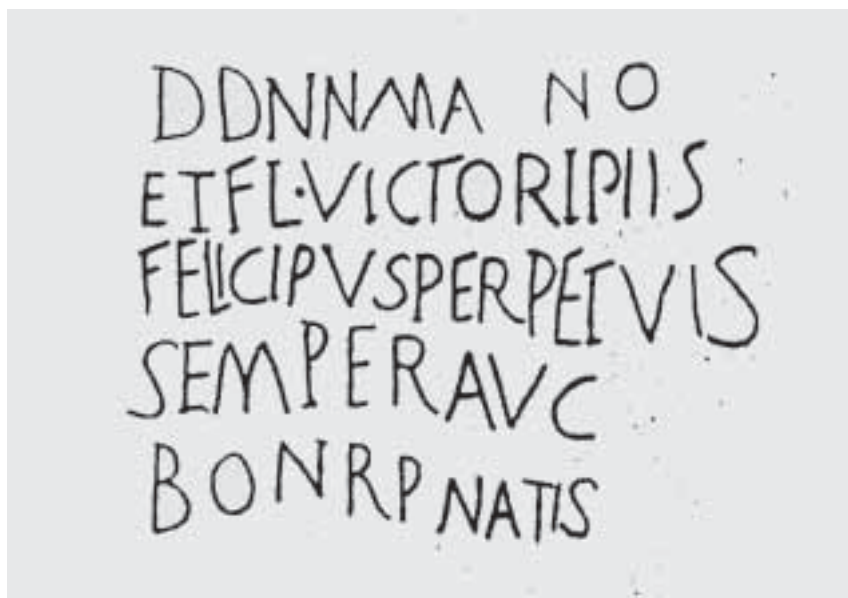 DDNNMA NO
ETFL·VICTORIPIIS
FELICIPVSPERPETVIS
SEMPERAVC
BONRPNATIS